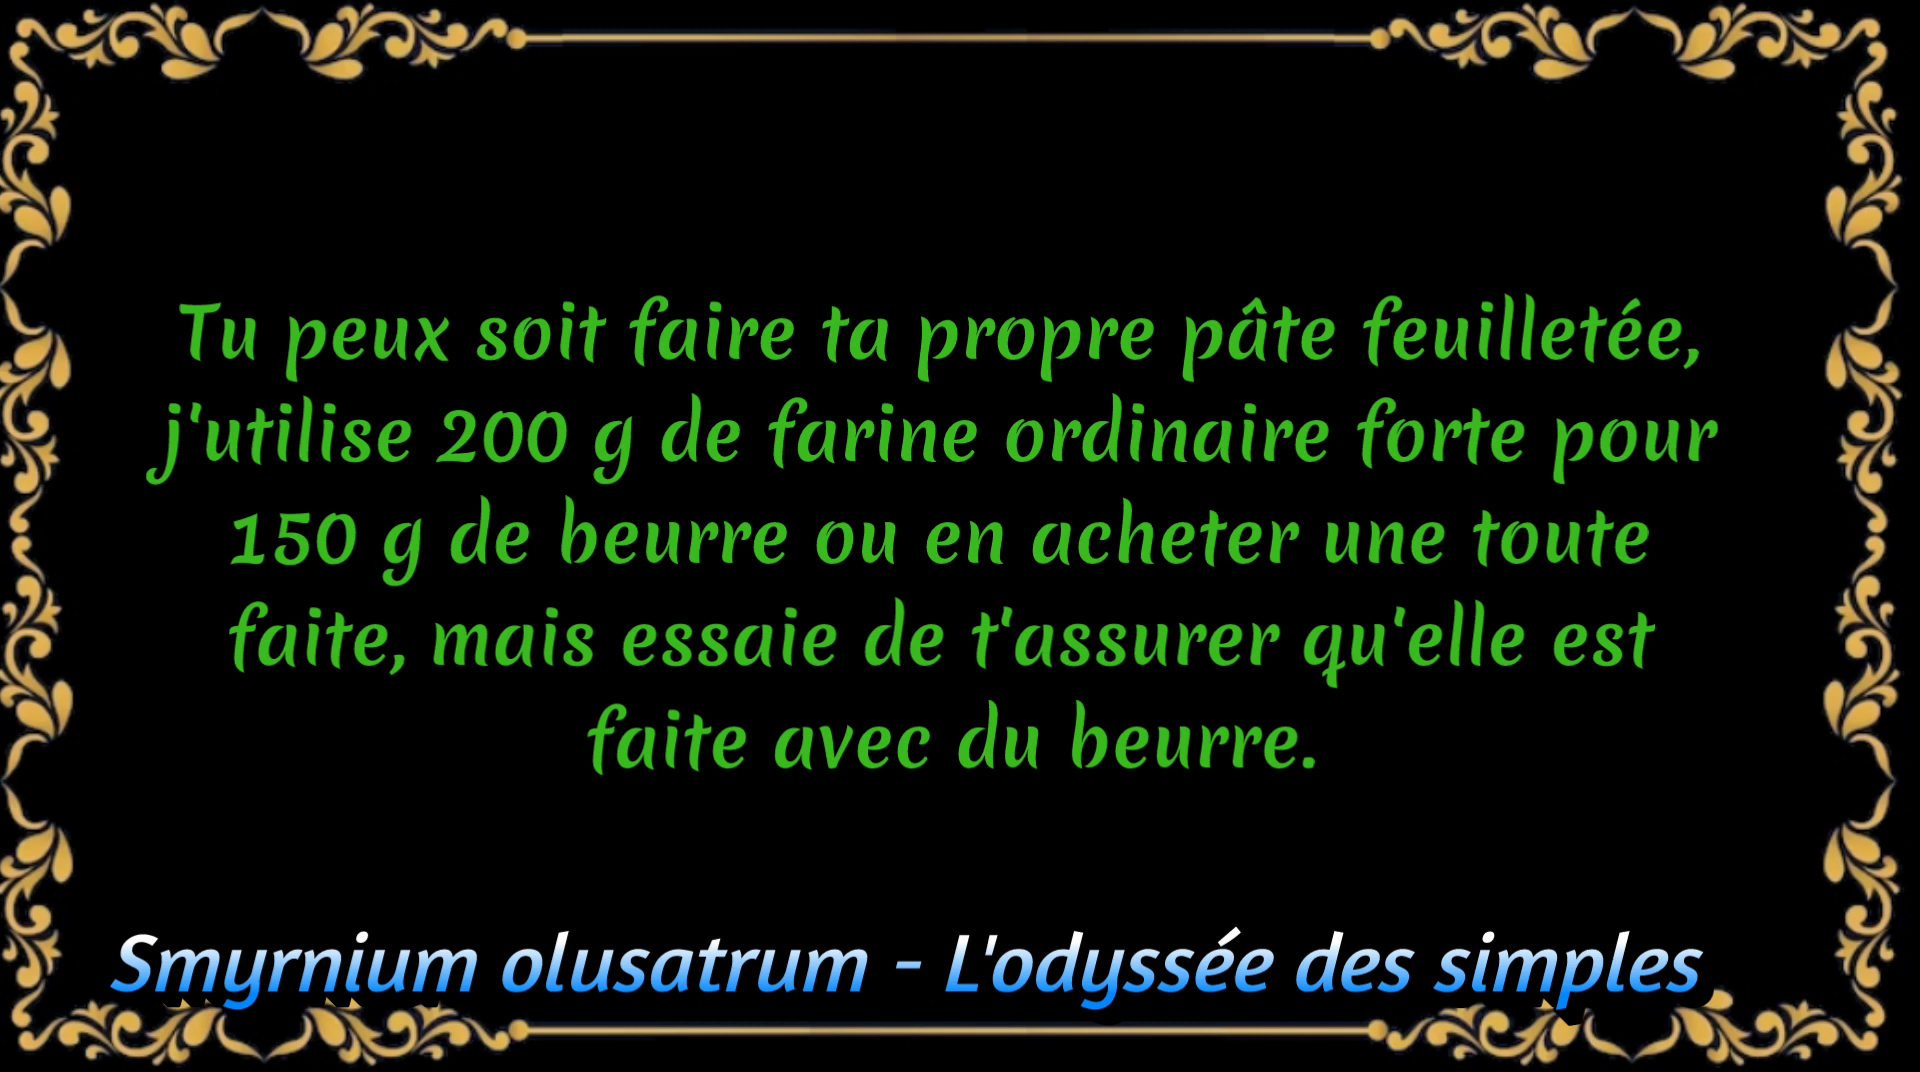 Tu peux soit faire ta propre pâte feuilletée,
j'utilise 200 g de farine ordinaire forte pour
150 g de beurre ou en acheter une toute
faite, mais essaie de t'assurer qu'elle est
faite avec du beurre.
Smyrnium olusatrum - L'odyssée des simples